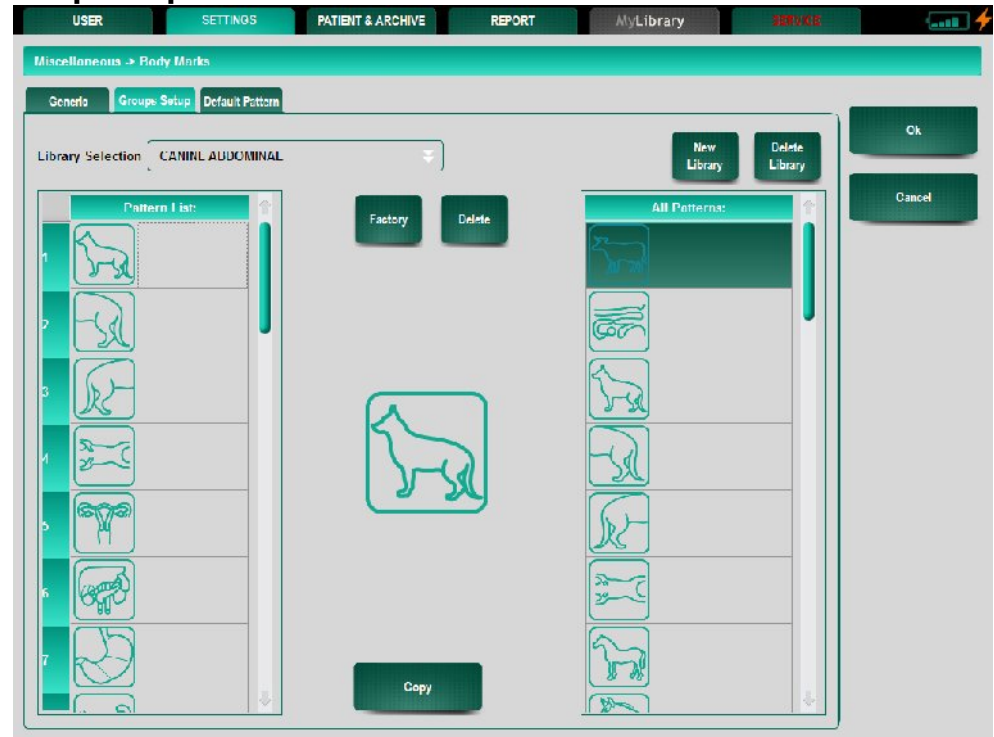 USER SETTINGS PATIENT & ARCHIVE REPORT MyLibrary SERVICE
Miscellaneous -> Body Marks
Generic Groups Setup Default Pattern
Ok
Library Selection CANINE ABDOMINAL
New Library
Delete Library
Cancel
Pattern List:
Factory
Delete
All Patterns:
1
2
3
4
5
6
7
Copy